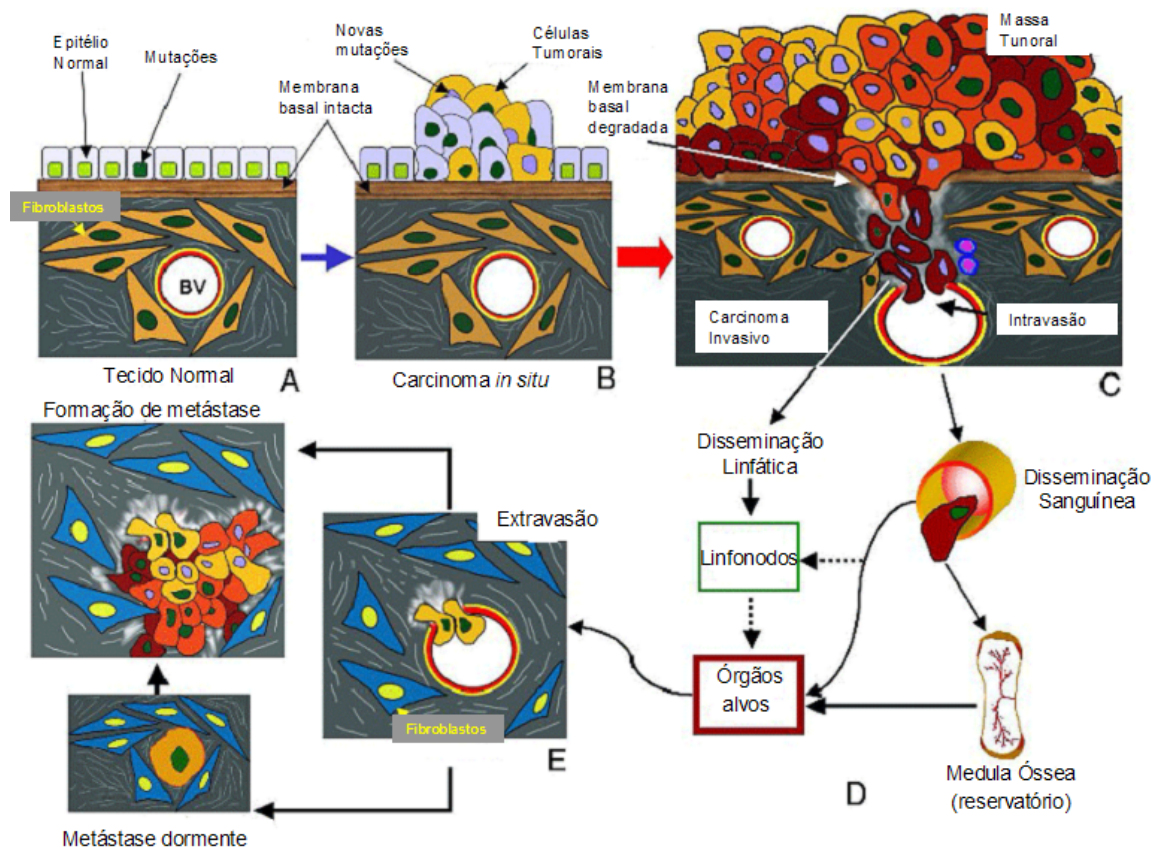 Epitélio
Normal
Mutações
Fibroblastos
BV
Tecido Normal
A
Membrana
basal intacta
Novas
mutações
Células
Tumorais
Carcinoma in situ
B
Membrana
basal
degradada
Massa
Tunoral
Carcinoma
Invasivo
Intravasão
C
Disseminação
Linfática
Linfonodos
Órgãos
alvos
Disseminação
Sanguínea
Medula Óssea
(reservatório)
D
Extravasão
Fibroblastos
E
Formação de metástase
Metástase dormente